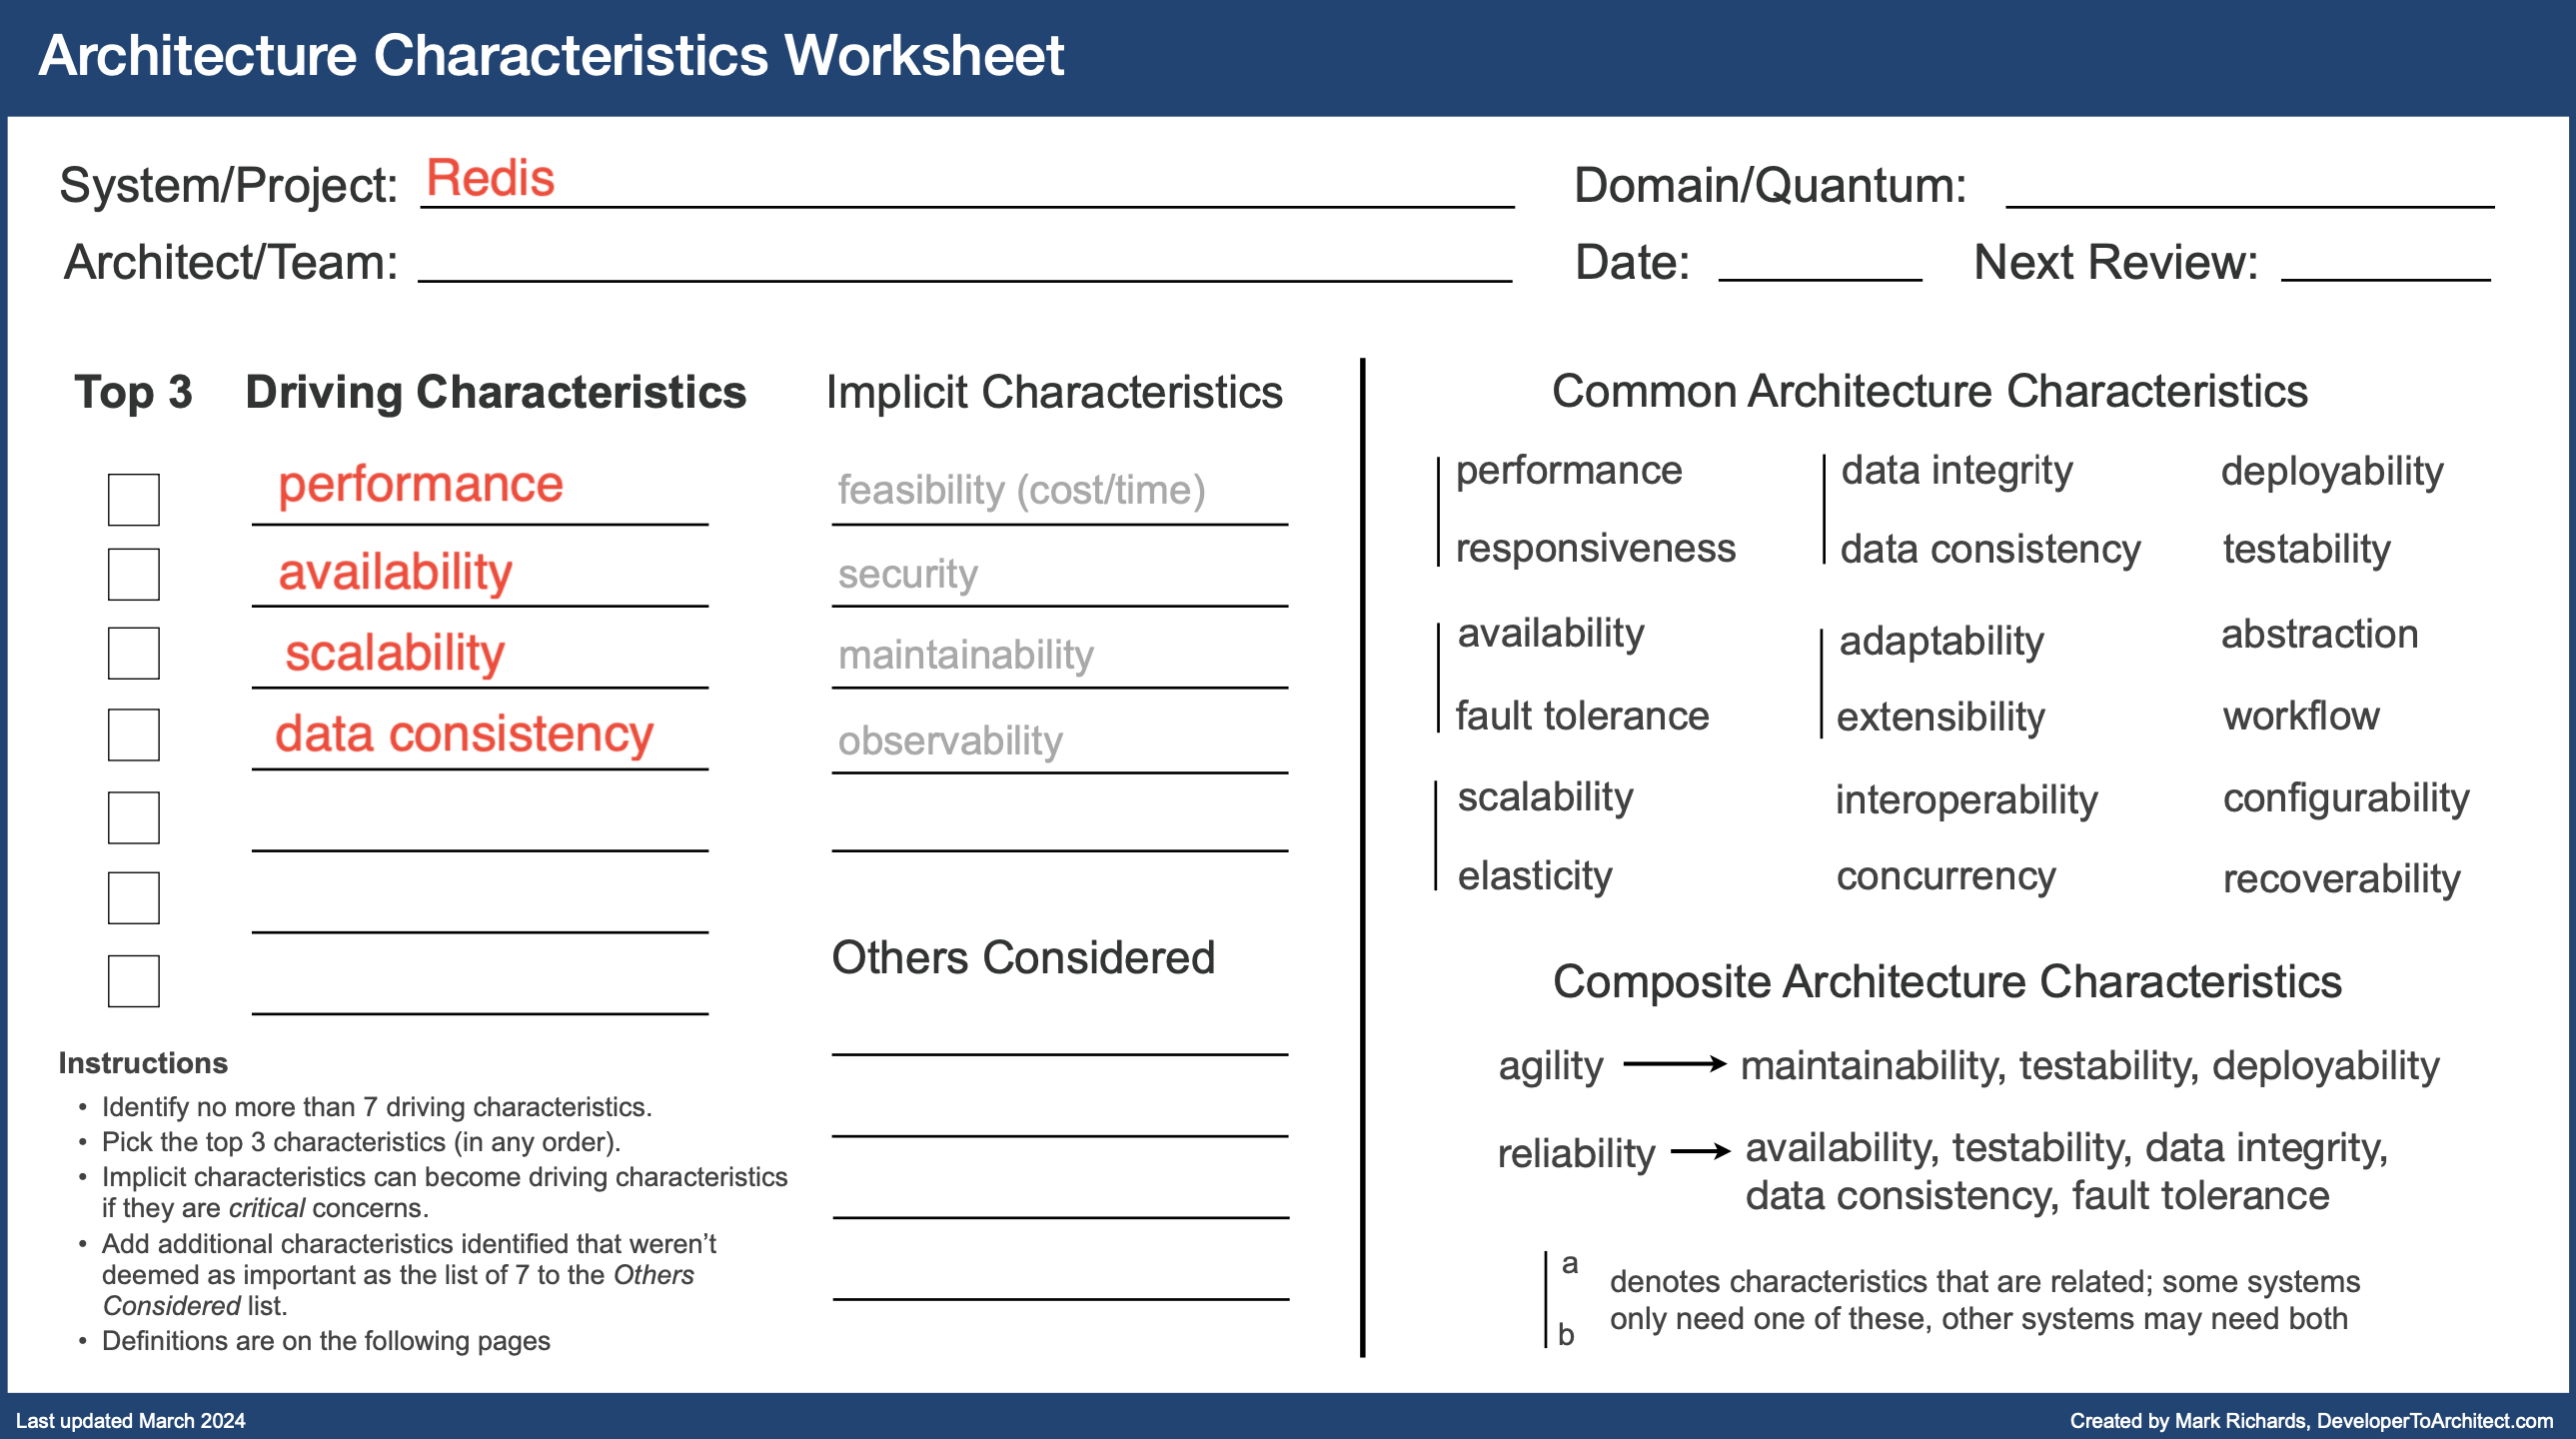 Architecture Characteristics Worksheet
System/Project: Redis
Domain/Quantum:
Architect/Team:
Date:
Next Review:
Top 3
Driving Characteristics
performance
availability
scalability
data consistency
Implicit Characteristics
feasibility (cost/time)
security
maintainability
observability
Others Considered
Instructions
• Identify no more than 7 driving characteristics.
• Pick the top 3 characteristics (in any order).
• Implicit characteristics can become driving characteristics
if they are critical concerns.
• Add additional characteristics identified that weren’t
deemed as important as the list of 7 to the Others
Considered list.
• Definitions are on the following pages
Common Architecture Characteristics
performance
responsiveness
availability
fault tolerance
scalability
elasticity
data integrity
data consistency
adaptability
extensibility
interoperability
concurrency
deployability
testability
abstraction
workflow
configurability
recoverability
Composite Architecture Characteristics
agility
maintainability, testability, deployability
reliability
availability, testability, data integrity,
data consistency, fault tolerance
a
b
denotes characteristics that are related; some systems
only need one of these, other systems may need both
Last updated March 2024
Created by Mark Richards, DeveloperToArchitect.com